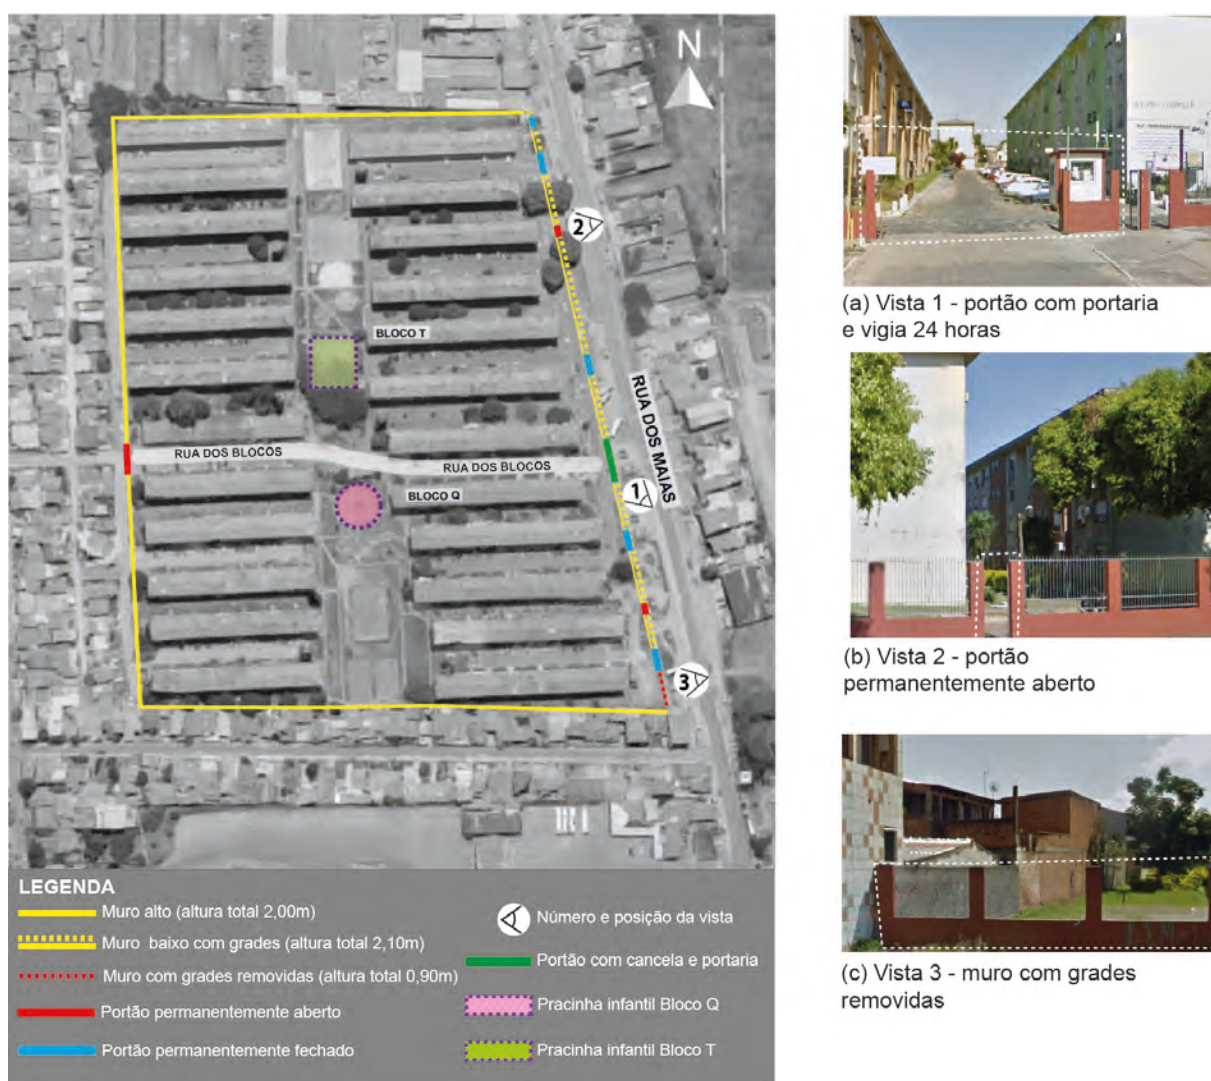 N
2
BLOCO T
RUA DOS MAIAS
RUA DOS BLOCOS
RUA DOS BLOCOS
1
BLOCO Q
3
LEGENDA
Muro alto (altura total 2,00m)
Muro baixo com grades (altura total 2,10m)
Muro com grades removidas (altura total 0,90m)
Portão permanentemente aberto
Portão permanentemente fechado
Número e posição da vista
Portão com cancela e portaria
Pracinha infantil Bloco Q
Pracinha infantil Bloco T
(a) Vista 1 - portão com portaria
e vigia 24 horas
(b) Vista 2 - portão
permanentemente aberto
(c) Vista 3 - muro com grades
removidas